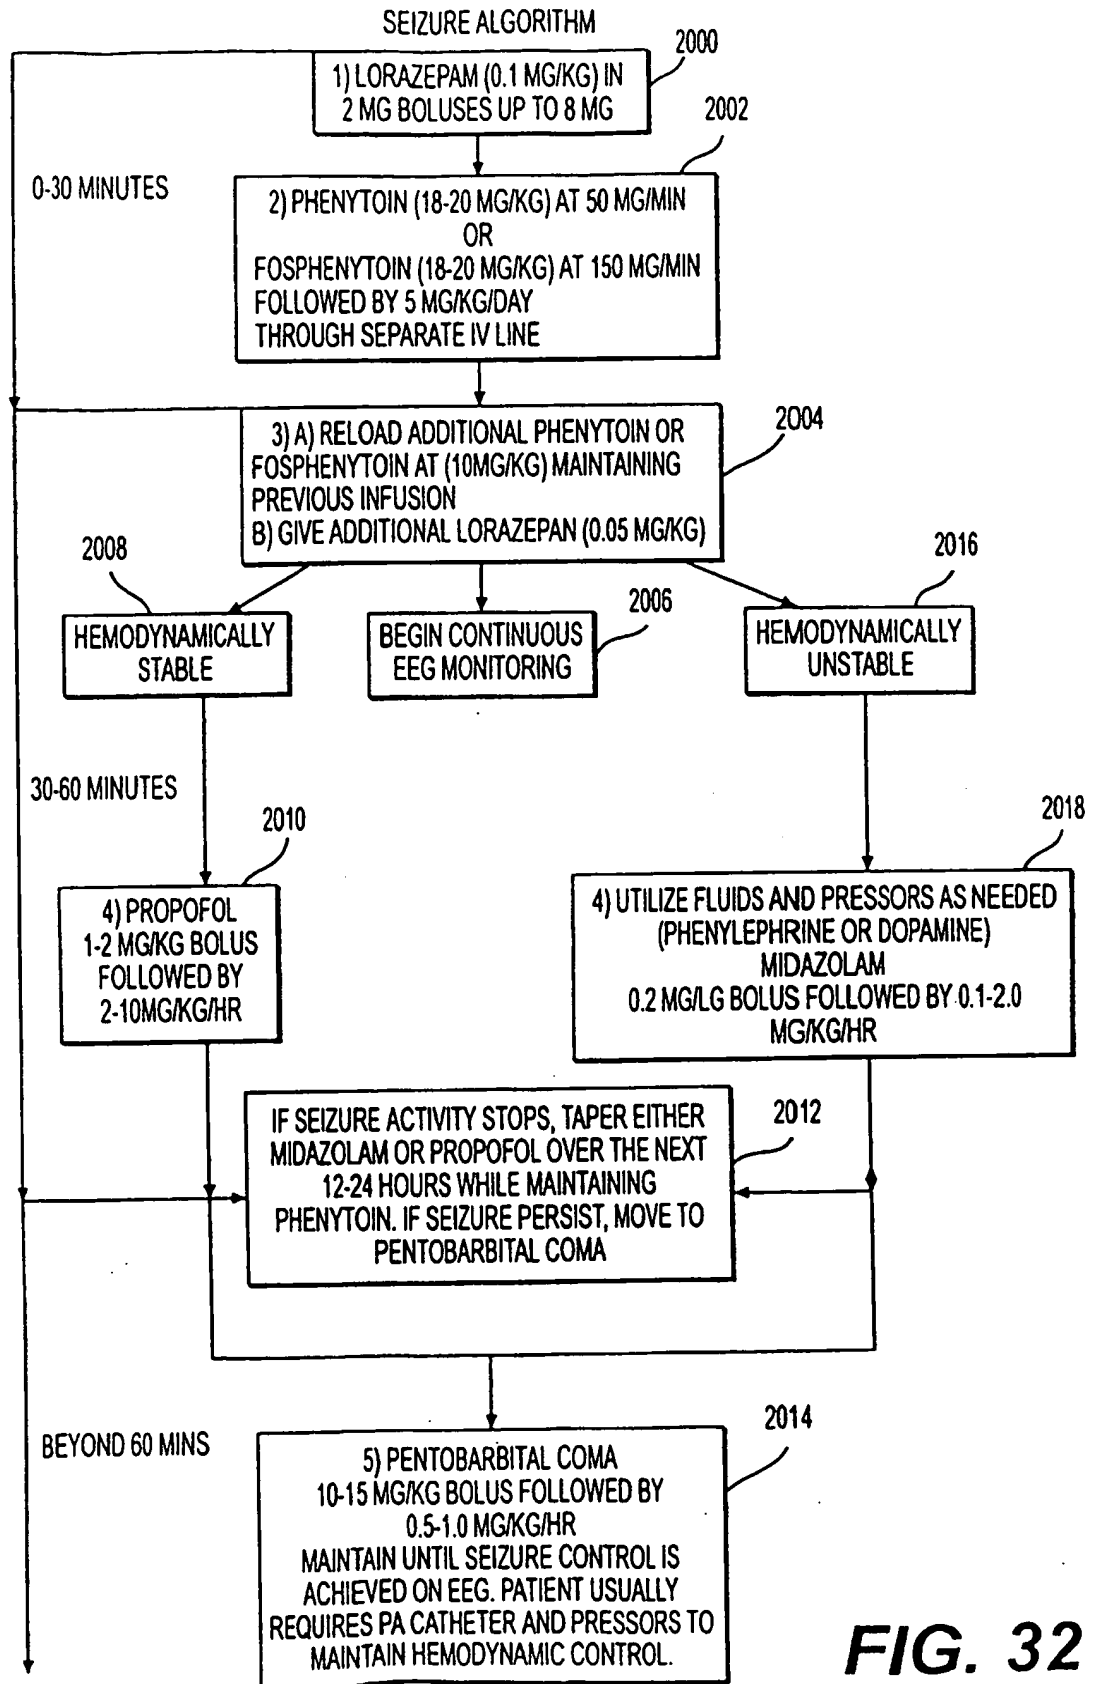 SEIZURE ALGORITHM
2000
1) LORAZEPAM (0.1 MG/KG) IN
2 MG BOLUSES UP TO 8 MG
2002
0-30 MINUTES
2) PHENYTOIN (18-20 MG/KG) AT 50 MG/MIN
OR
FOSPHENYTOIN (18-20 MG/KG) AT 150 MG/MIN
FOLLOWED BY 5 MG/KG/DAY
THROUGH SEPARATE IV LINE
2004
3) A) RELOAD ADDITIONAL PHENYTOIN OR
FOSPHENYTOIN AT (10MG/KG) MAINTAINING
PREVIOUS INFUSION
B) GIVE ADDITIONAL LORAZEPAN (0.05 MG/KG)
2008
HEMODYNAMICALLY
STABLE
2006
BEGIN CONTINUOUS
EEG MONITORING
2016
HEMODYNAMICALLY
UNSTABLE
30-60 MINUTES
2010
4) PROPOFOL
1-2 MG/KG BOLUS
FOLLOWED BY
2-10MG/KG/HR
2018
4) UTILIZE FLUIDS AND PRESSORS AS NEEDED
(PHENYLEPHRINE OR DOPAMINE)
MIDAZOLAM
0.2 MG/LG BOLUS FOLLOWED BY 0.1-2.0
MG/KG/HR
2012
IF SEIZURE ACTIVITY STOPS, TAPER EITHER
MIDAZOLAM OR PROPOFOL OVER THE NEXT
12-24 HOURS WHILE MAINTAINING
PHENYTOIN. IF SEIZURE PERSIST, MOVE TO
PENTOBARBITAL COMA
BEYOND 60 MINS
2014
5) PENTOBARBITAL COMA
10-15 MG/KG BOLUS FOLLOWED BY
0.5-1.0 MG/KG/HR
MAINTAIN UNTIL SEIZURE CONTROL IS
ACHIEVED ON EEG. PATIENT USUALLY
REQUIRES PA CATHETER AND PRESSORS TO
MAINTAIN HEMODYNAMIC CONTROL.
FIG. 32